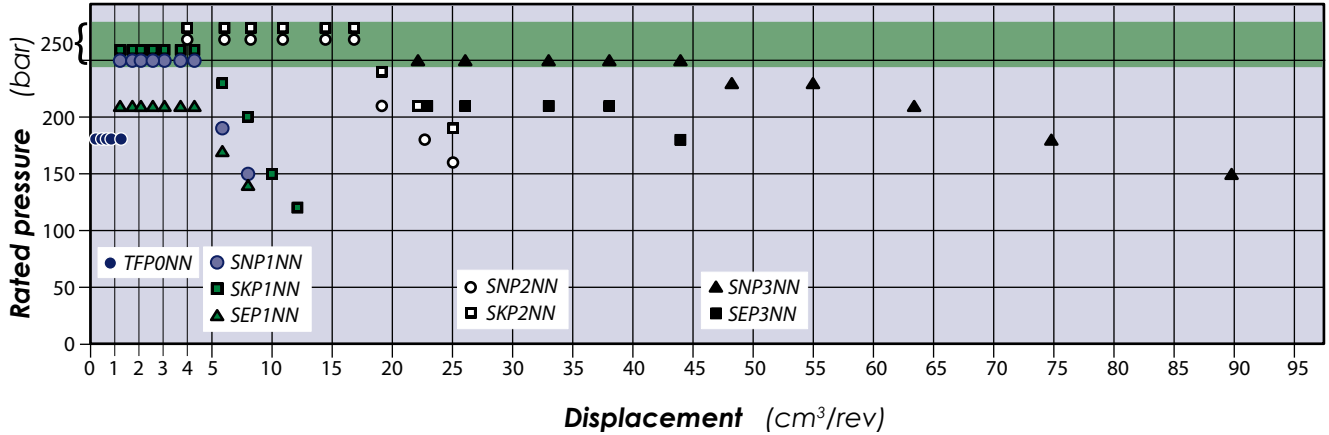 Rated pressure (bar)
250
200
150
100
50
0
TFP0NN
SNP1NN
SKP1NN
SEP1NN
SNP2NN
SKP2NN
SNP3NN
SEP3NN
0 1 2 3 4 5 10 15 20 25 30 35 40 45 50 55 60 65 70 75 80 85 90 95
Displacement (cm³/rev)